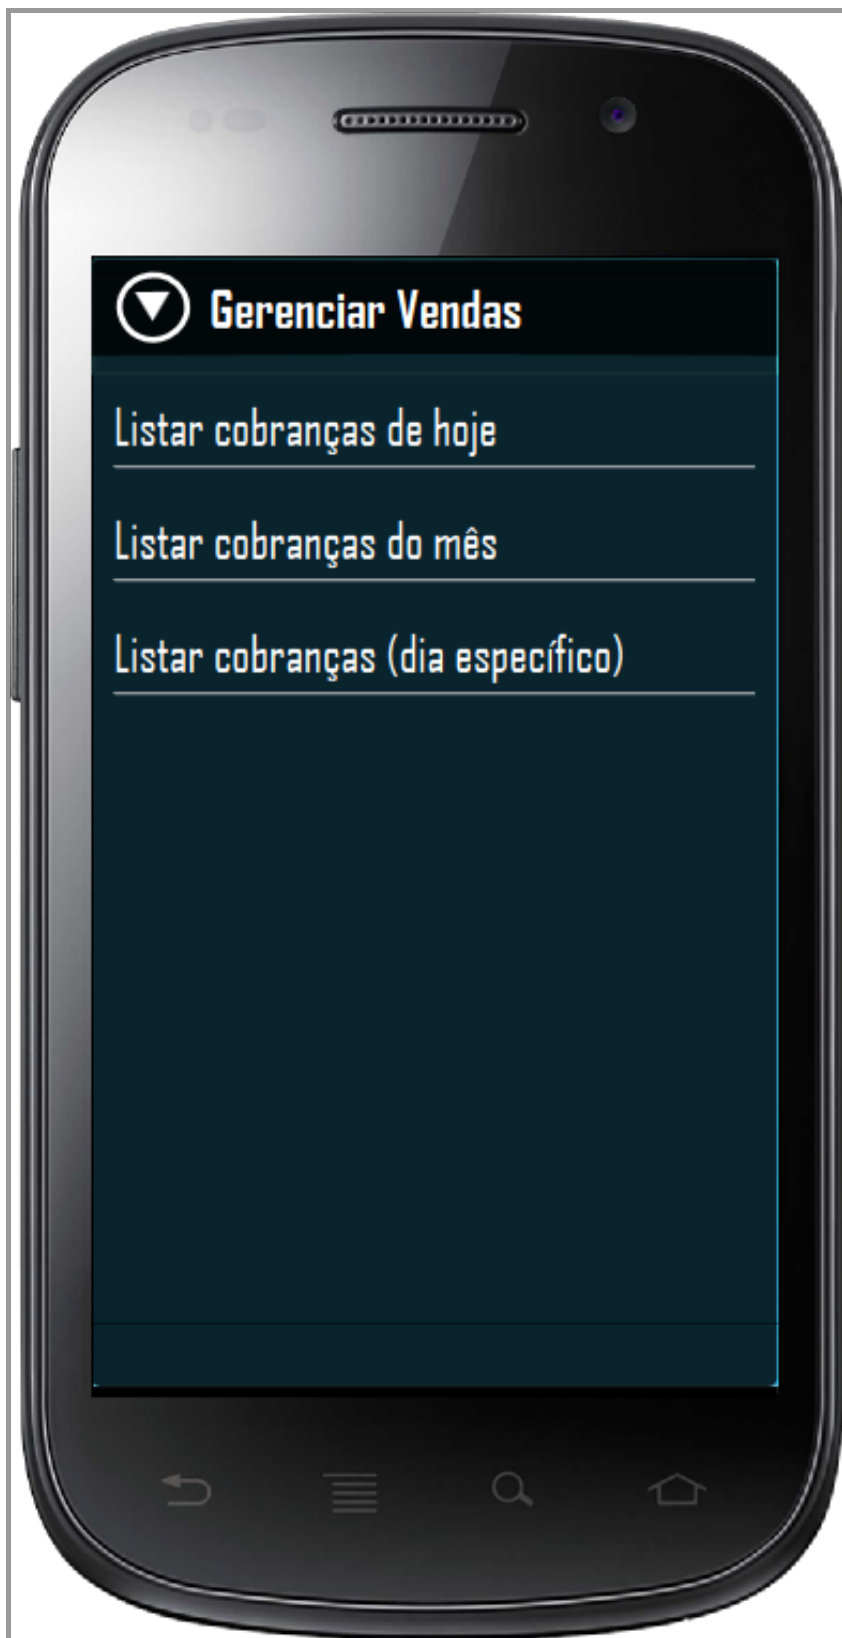 Gerenciar Vendas
Listar cobranças de hoje
Listar cobranças do mês
Listar cobranças (dia específico)